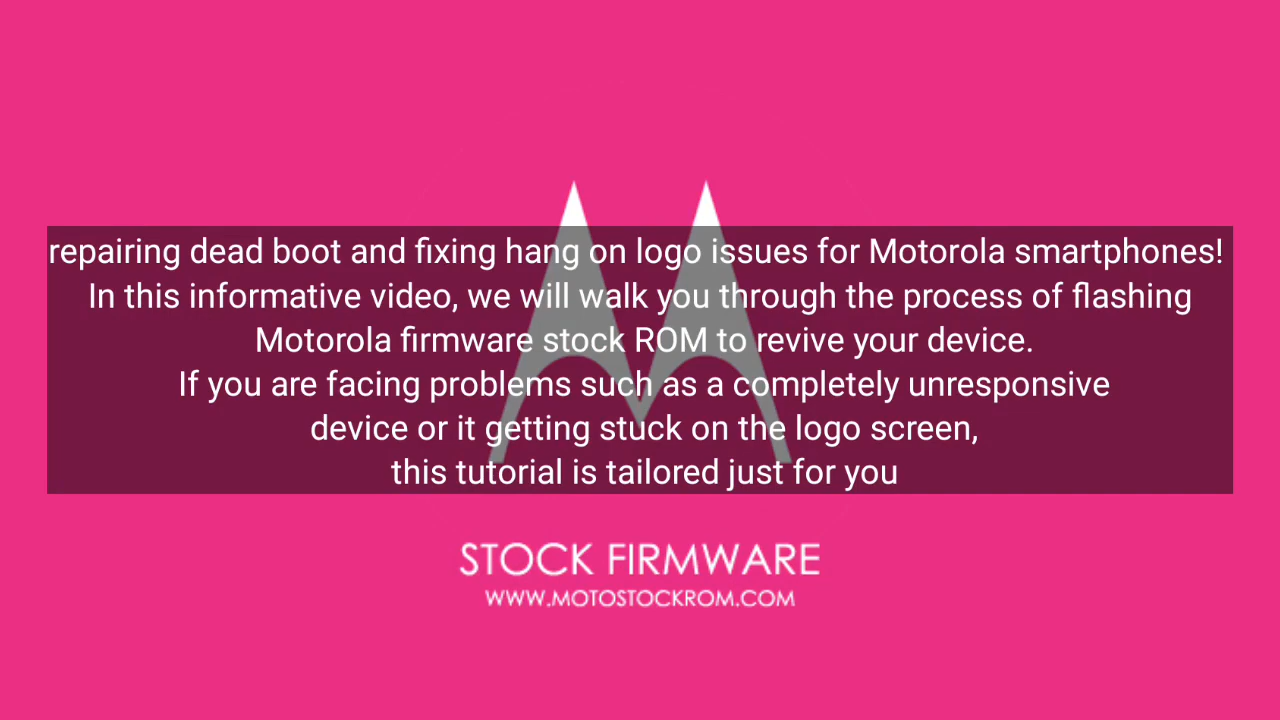 repairing dead boot and fixing hang on logo issues for Motorola smartphones!
In this informative video, we will walk you through the process of flashing
Motorola firmware stock ROM to revive your device.
If you are facing problems such as a completely unresponsive
device or it getting stuck on the logo screen,
this tutorial is tailored just for you
STOCK FIRMWARE
WWW.MOTOSTOCKROM.COM